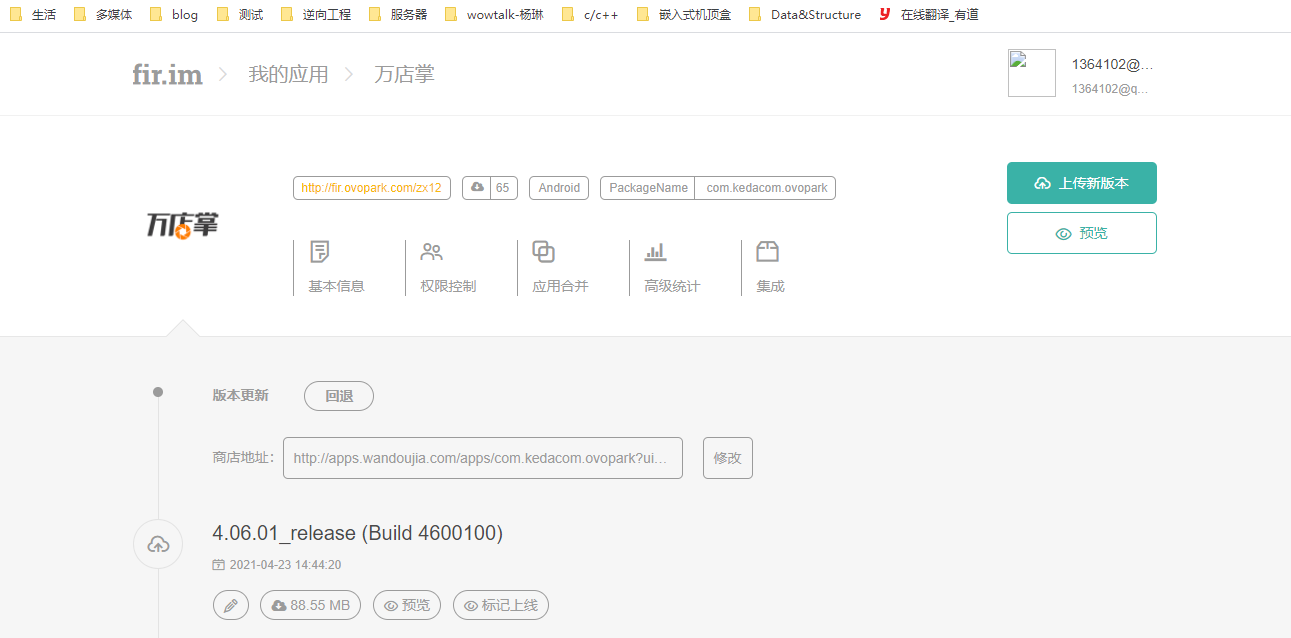 生活 多媒体 blog 测试 逆向工程 服务器 wowtalk-杨琳 c/c++ 嵌入式机顶盒 Data&Structure 在线翻译_有道
fir.im 我的应用 万店掌
1364102@...
1364102@q...
http://fir.ovopark.com/zx12 65 Android PackageName com.kedacom.ovopark
上传新版本
万店掌
预览
基本信息 权限控制 应用合并 高级统计 集成
版本更新 回退
商店地址： http://apps.wandoujia.com/apps/com.kedacom.ovopark?ui... 修改
4.06.01_release (Build 4600100)
2021-04-23 14:44:20
88.55 MB 预览 标记上线